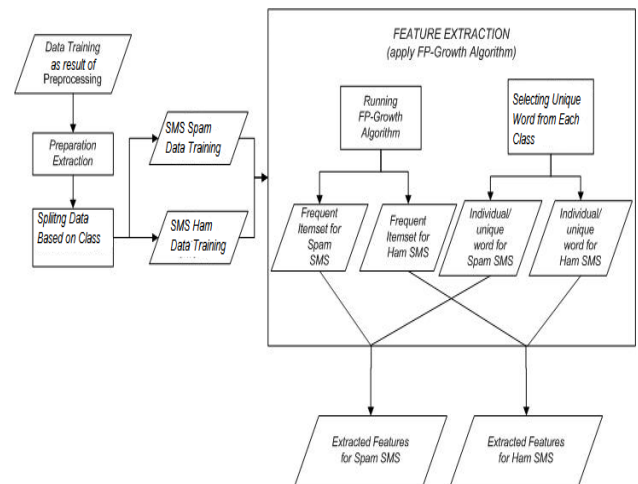 Data Training
as result of
Preprocessing
Preparation
Extraction
Spliitng Data
Based on Class
SMS Spam
Data Training
SMS Ham
Data Training
FEATURE EXTRACTION
(apply FP-Growth Algorithm)
Running
FP-Growth
Algorithm
Selecting Unique
Word from Each
Class
Frequent
Itemset for
Spam
SMS
Frequent
Itemset for
Ham SMS
Individual/
unique
word for
Spam SMS
Individual/
unique
word for
Ham SMS
Extracted Features
for Spam SMS
Extracted Features
for Ham SMS